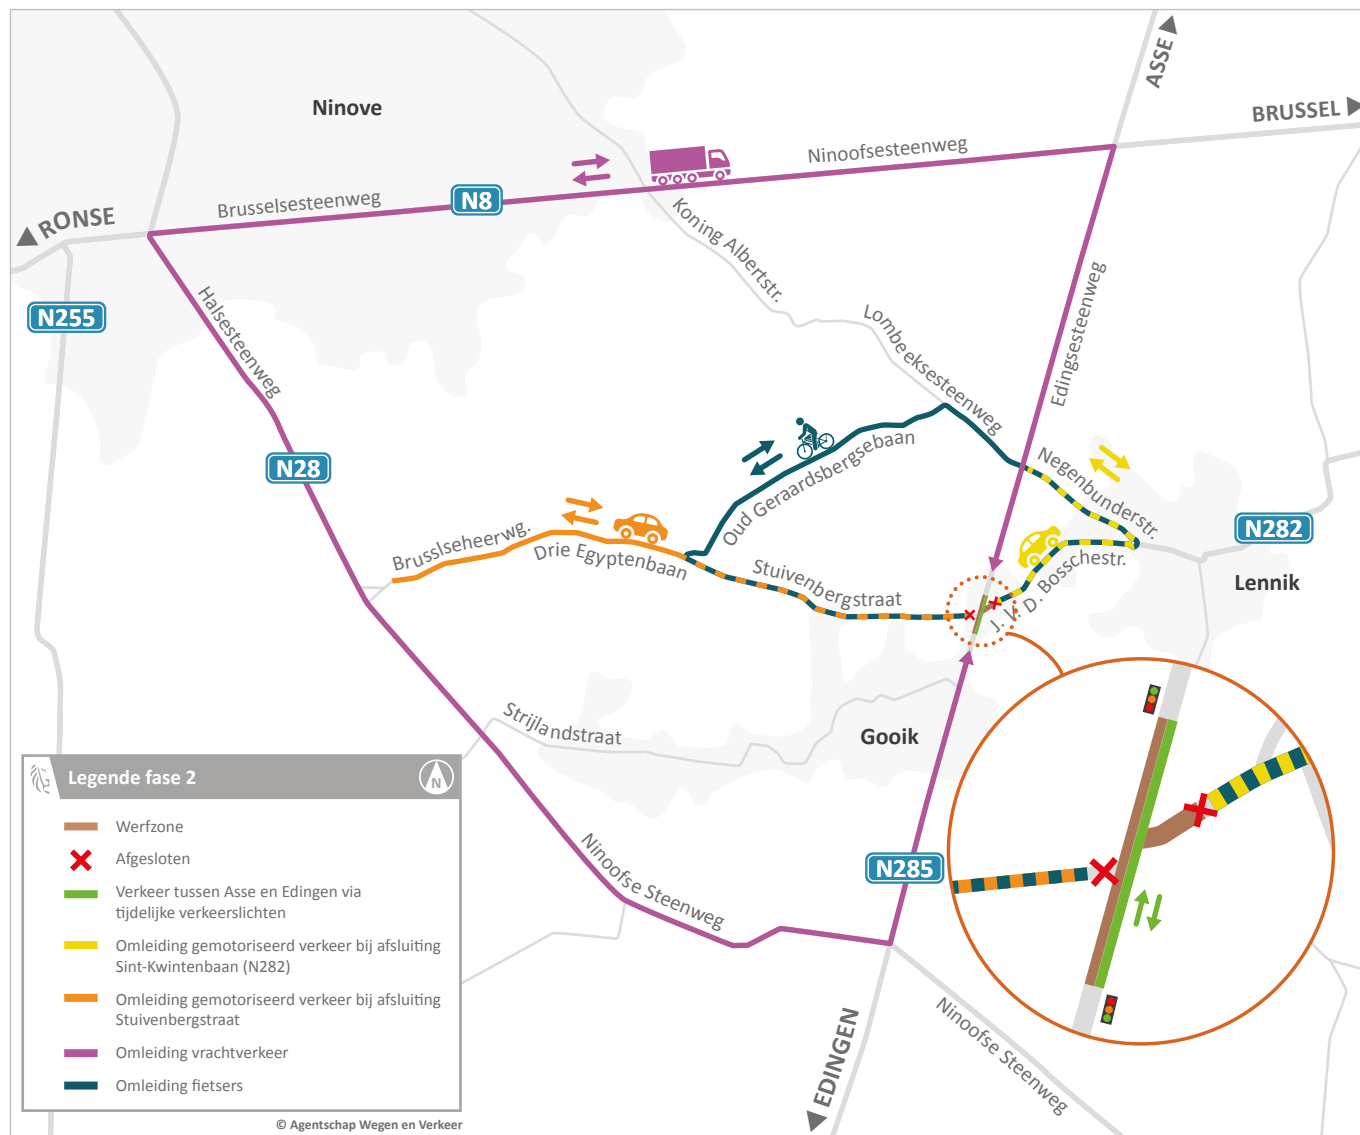 Ninove
ASSE
BRUSSEL
Ninoofsesteenweg
Brusselsesteenweg
N8
RONSE
Koning Albertstr.
N255
Halsesteenweg
Edingsesteenweg
Lombeeksesteenweg
N28
Oud Geraardsbergsebaan
Negenbunderstr.
N282
Brusslseheerwg.
Drie Egyptenbaan
Stuivenbergstraat
J. V. D. Bosschestr.
Lennik
Strijlandstraat
Gooik
Ninoofse Steenweg
N285
EDINGEN
Ninoofse Steenweg
Legende fase 2
N
Werfzone
Afgesloten
Verkeer tussen Asse en Edingen via
tijdelijke verkeerslichten
Omleiding gemotoriseerd verkeer bij afsluiting
Sint-Kwintenbaan (N282)
Omleiding gemotoriseerd verkeer bij afsluiting
Stuivenbergstraat
Omleiding vrachtverkeer
Omleiding fietsers
© Agentschap Wegen en Verkeer